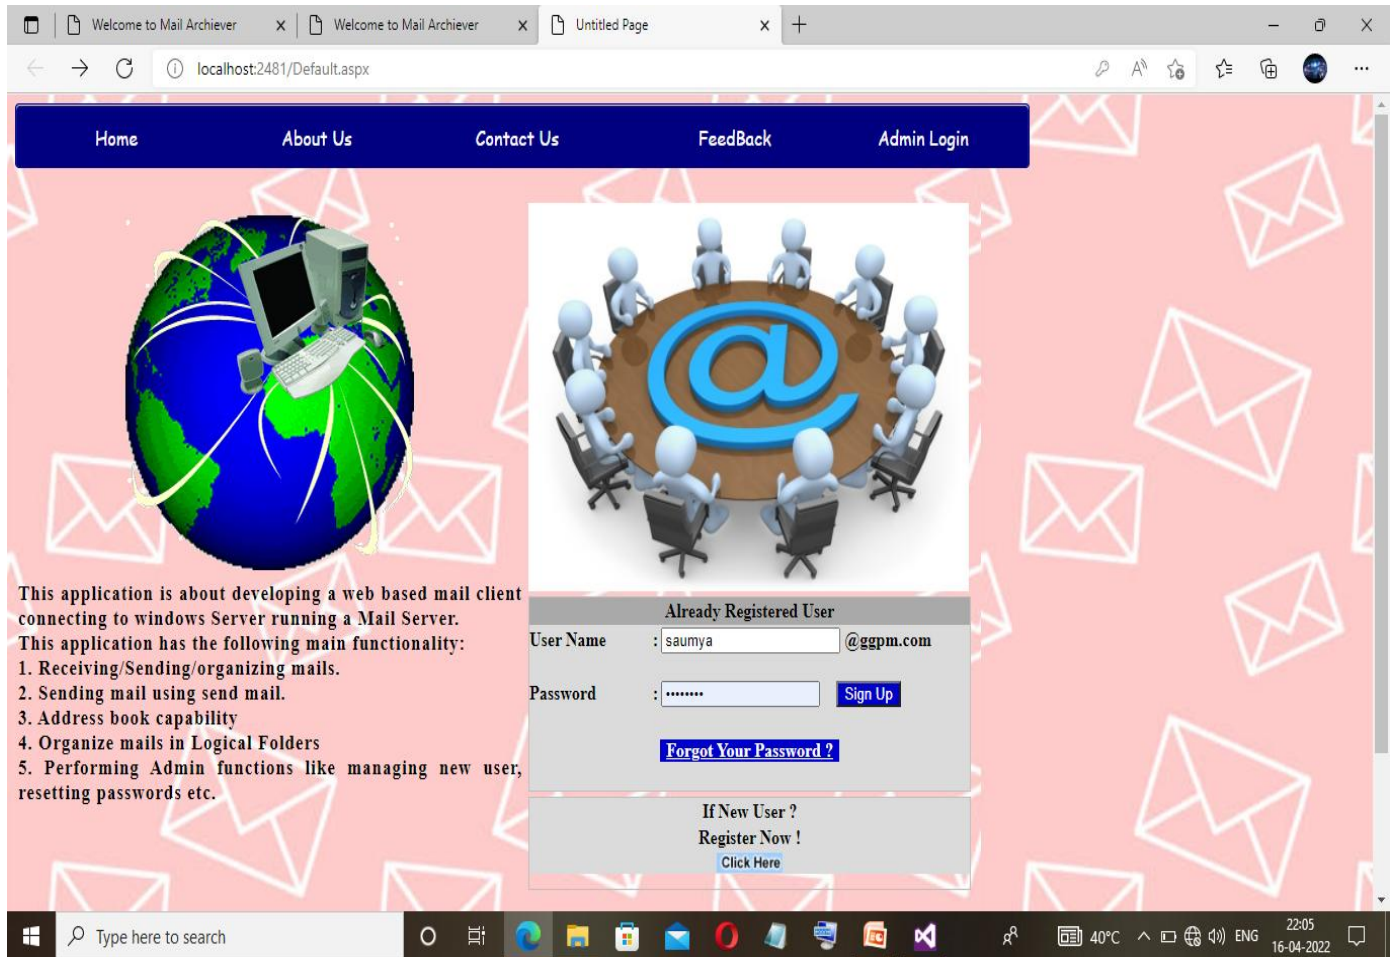 Welcome to Mail Archiever
Welcome to Mail Archiever
Untitled Page
localhost:2481/Default.aspx
Home About Us Contact Us FeedBack Admin Login
This application is about developing a web based mail client
connecting to windows Server running a Mail Server.
This application has the following main functionality:
1. Receiving/Sending/organizing mails.
2. Sending mail using send mail.
3. Address book capability
4. Organize mails in Logical Folders
5. Performing Admin functions like managing new user,
resetting passwords etc.
@
Already Registered User
User Name : saumya @ggpm.com
Password : •••••••• Sign Up
Forgot Your Password ?
If New User ?
Register Now !
Click Here
Type here to search
40°C ENG
22:05
16-04-2022